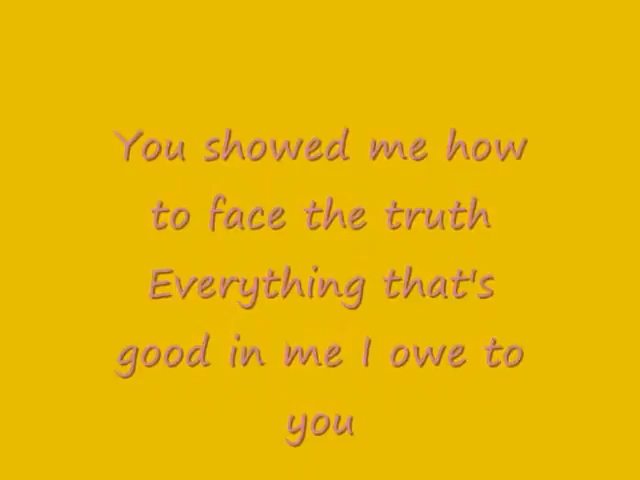 You showed me how
to face the truth
Everything that's
good in me I owe to
you